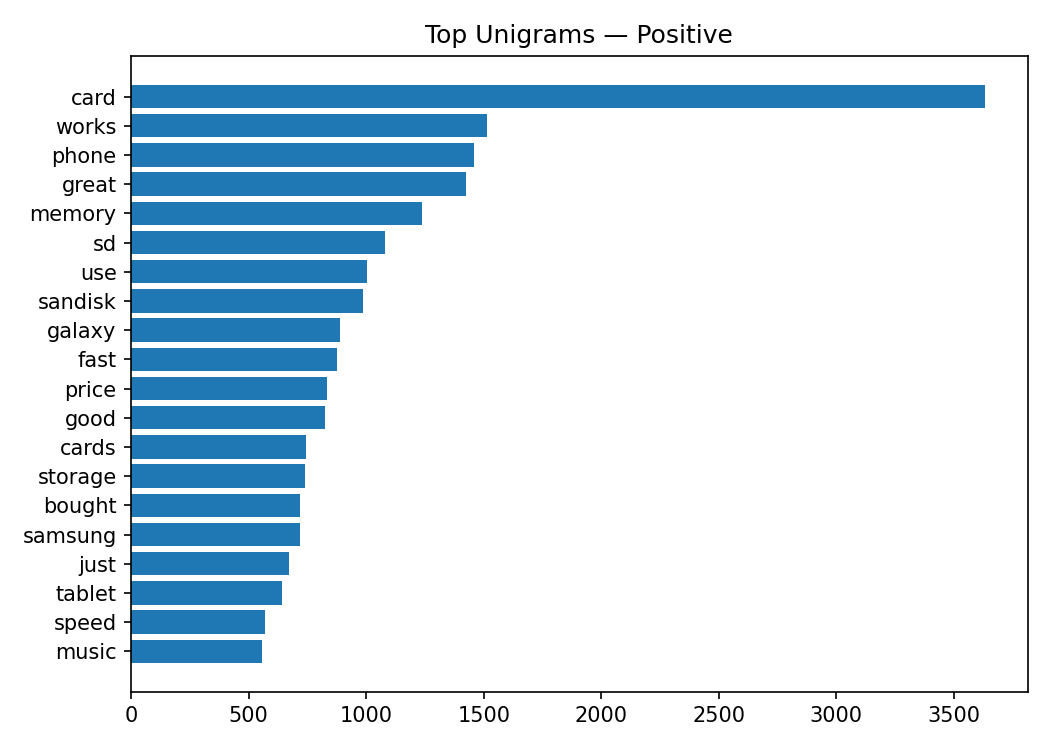 Top Unigrams — Positive
card
works
phone
great
memory
sd
use
sandisk
galaxy
fast
price
good
cards
storage
bought
samsung
just
tablet
speed
music
0 500 1000 1500 2000 2500 3000 3500